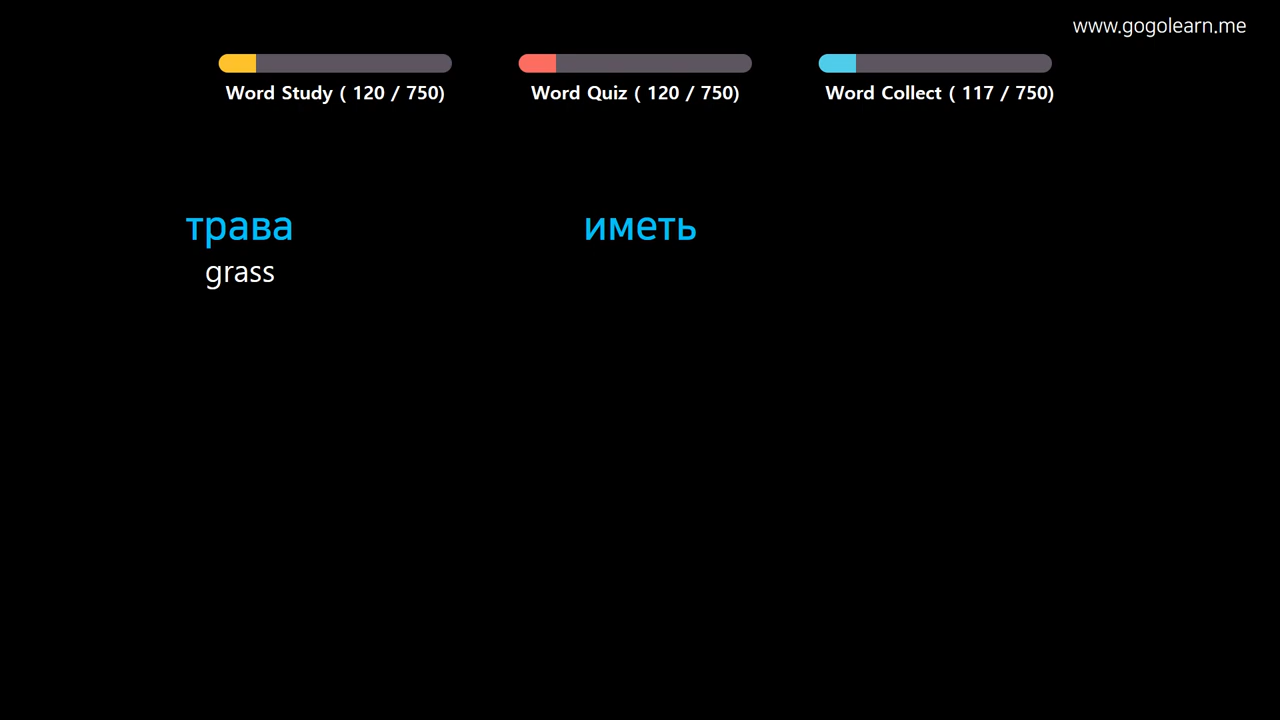 www.gogolearn.me
Word Study ( 120 / 750)
Word Quiz ( 120 / 750)
Word Collect ( 117 / 750)
трава
grass
иметь